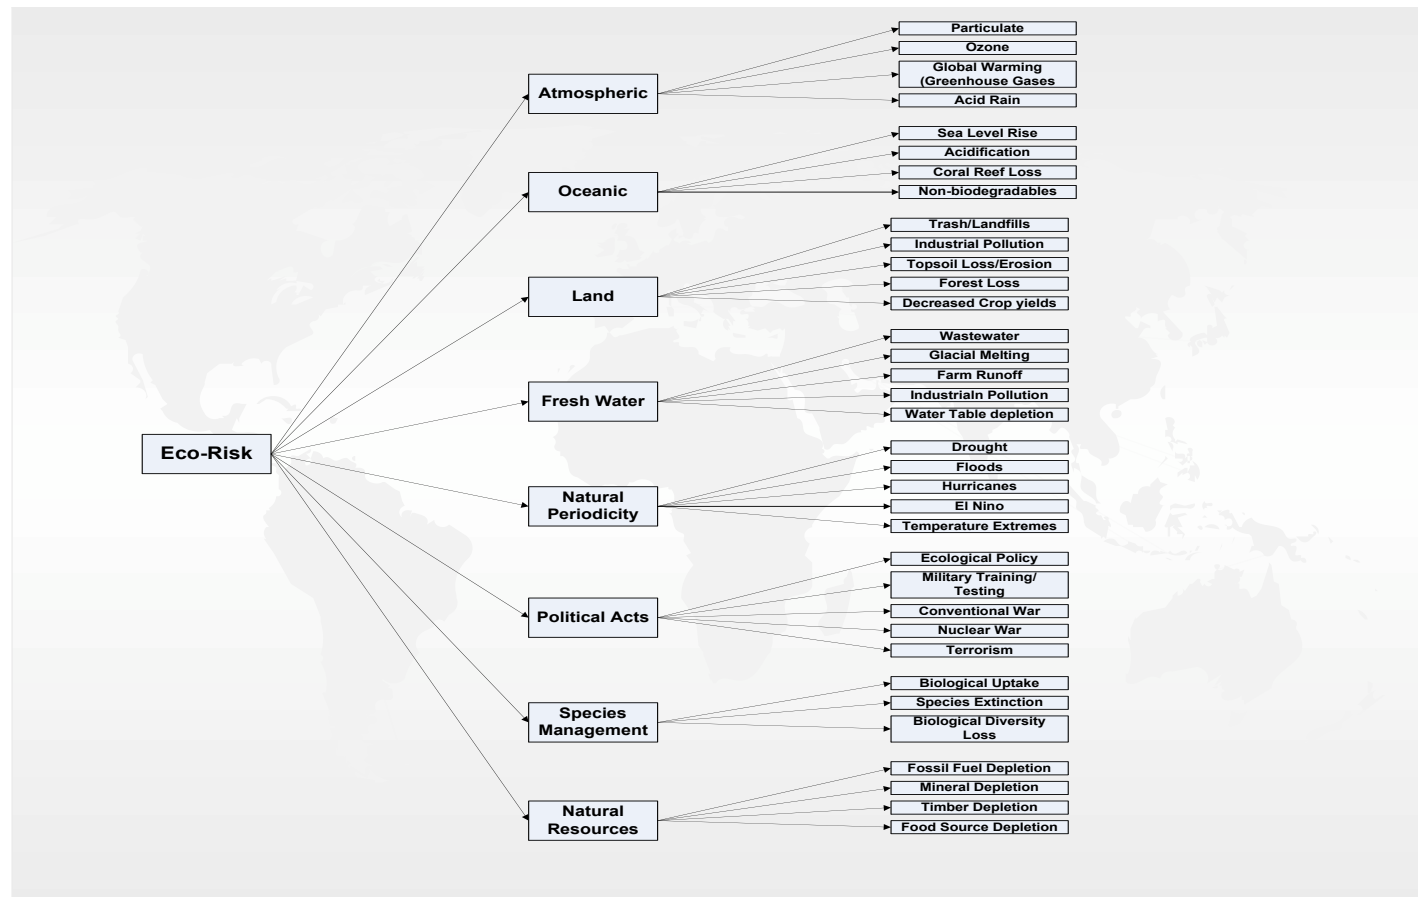 Eco-Risk
Atmospheric
Particulate
Ozone
Global Warming
(Greenhouse Gases
Acid Rain
Oceanic
Sea Level Rise
Acidification
Coral Reef Loss
Non-biodegradables
Land
Trash/Landfills
Industrial Pollution
Topsoil Loss/Erosion
Forest Loss
Decreased Crop yields
Fresh Water
Wastewater
Glacial Melting
Farm Runoff
Industrialn Pollution
Water Table depletion
Natural
Periodicity
Drought
Floods
Hurricanes
El Nino
Temperature Extremes
Political Acts
Ecological Policy
Military Training/
Testing
Conventional War
Nuclear War
Terrorism
Species
Management
Biological Uptake
Species Extinction
Biological Diversity
Loss
Natural
Resources
Fossil Fuel Depletion
Mineral Depletion
Timber Depletion
Food Source Depletion